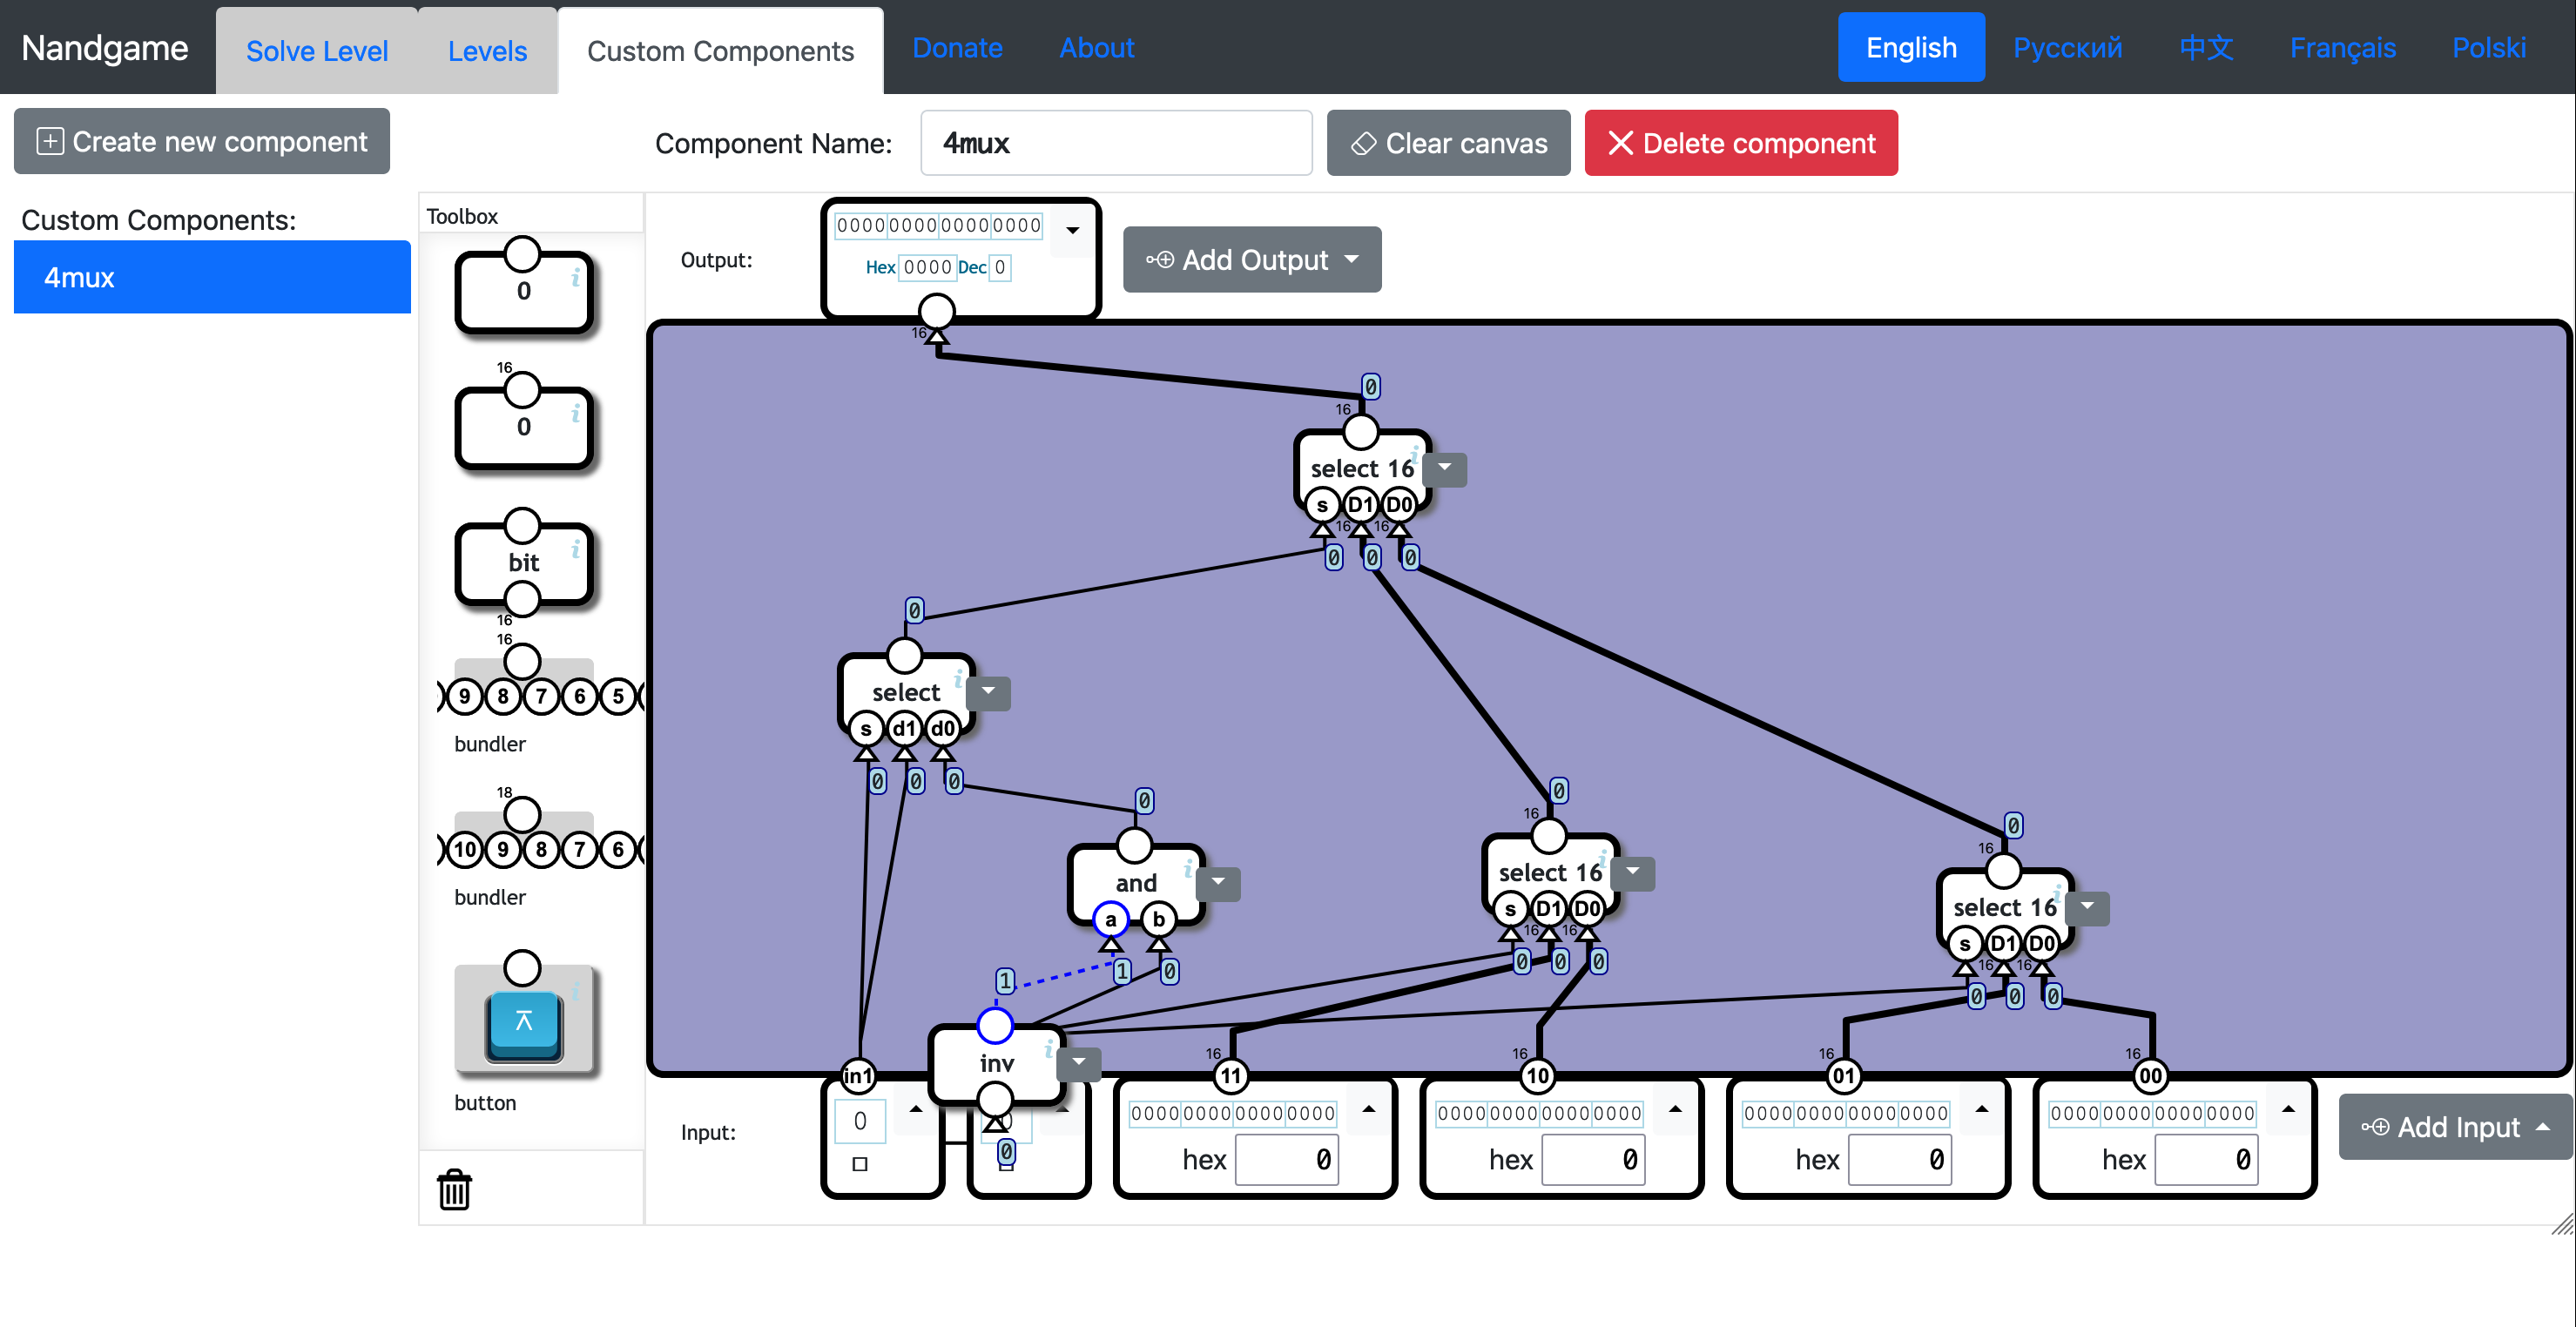 Nandgame Solve Level Levels Custom Components Donate About English Русский 中文 Français Polski
Create new component
Component Name: 4mux Clear canvas Delete component
Custom Components:
4mux
Toolbox
0
16
0
bit
16
16
9 8 7 6 5
bundler
18
10 9 8 7 6
bundler
button
Output:
0000 0000 0000 0000
Hex 0000 Dec 0
Add Output
16
0
16
select 16
s D1 D0
16 16
0 0 0
0
select
s d1 d0
0 0 0
0
and
a b
1 0
1
inv
0
0
16
select 16
s D1 D0
16 16
0 0 0
0
16
select 16
s D1 D0
16 16
0 0 0
16 16 16 16
in1 11 10 01 00
Input:
0
0000 0000 0000 0000
hex 0
0000 0000 0000 0000
hex 0
0000 0000 0000 0000
hex 0
0000 0000 0000 0000
hex 0
Add Input